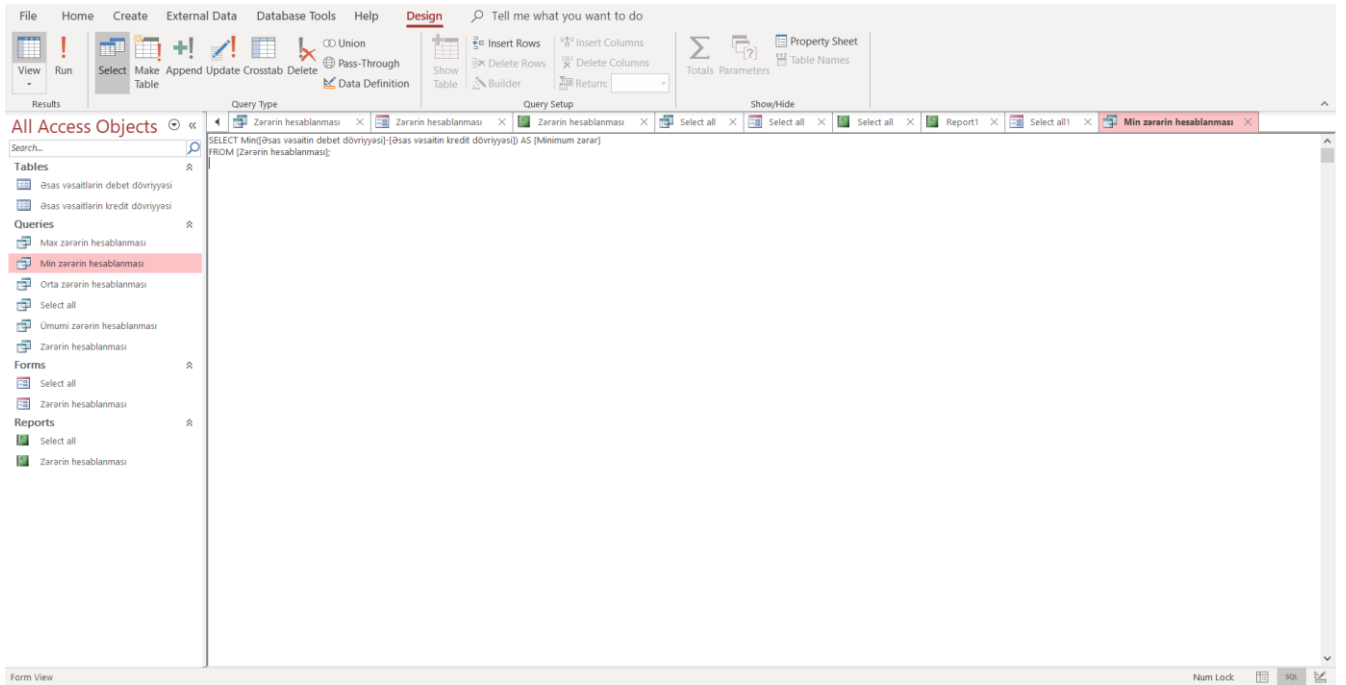 File Home Create External Data Database Tools Help Design Tell me what you want to do
View Run Select Make Table Append Update Crosstab Delete
Union
Pass-Through
Data Definition
Show Table
Insert Rows
Delete Rows
Builder
Insert Columns
Delete Columns
Return:
Totals Parameters
Property Sheet
Table Names
Results Query Type Query Setup Show/Hide
All Access Objects
Search...
Tables
Əsas vəsaitlərin debet dövriyyəsi
Əsas vəsaitlərin kredit dövriyyəsi
Queries
Max zərərin hesablanması
Min zərərin hesablanması
Orta zərərin hesablanması
Select all
Ümumi zərərin hesablanması
Zərərin hesablanması
Forms
Select all
Zərərin hesablanması
Reports
Select all
Zərərin hesablanması
Zərərin hesablanması Zərərin hesablanması Zərərin hesablanması Select all Select all Select all Report1 Select all1 Min zərərin hesablanması
SELECT Min([Əsas vəsaitin debet dövriyyəsi]-[Əsas vəsaitin kredit dövriyyəsi]) AS [Minimum zərər]
FROM [Zərərin hesablanması];
Form View Num Lock SQL